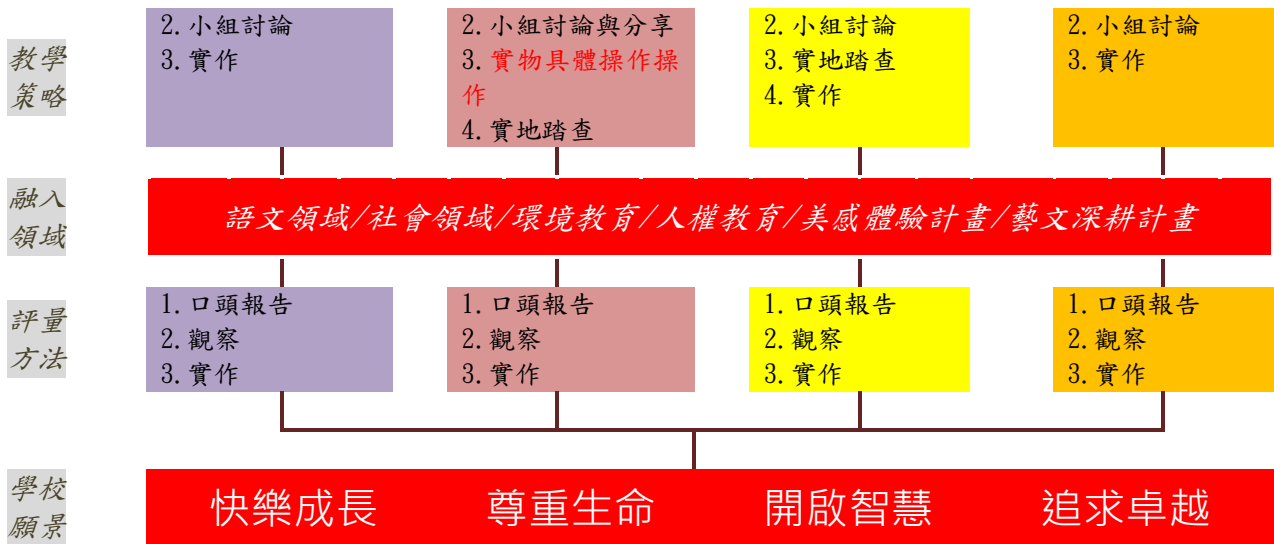 教學
策略
2.小組討論
3.實作
2.小組討論與分享
3.實物具體操作操
作
4.實地踏查
2.小組討論
3.實地踏查
4.實作
2.小組討論
3.實作
融入
領域
語文領域/社會領域/環境教育/人權教育/美感體驗計畫/藝文深耕計畫
評量
方法
1.口頭報告
2.觀察
3.實作
1.口頭報告
2.觀察
3.實作
1.口頭報告
2.觀察
3.實作
1.口頭報告
2.觀察
3.實作
學校
願景
快樂成長 尊重生命 開啟智慧 追求卓越